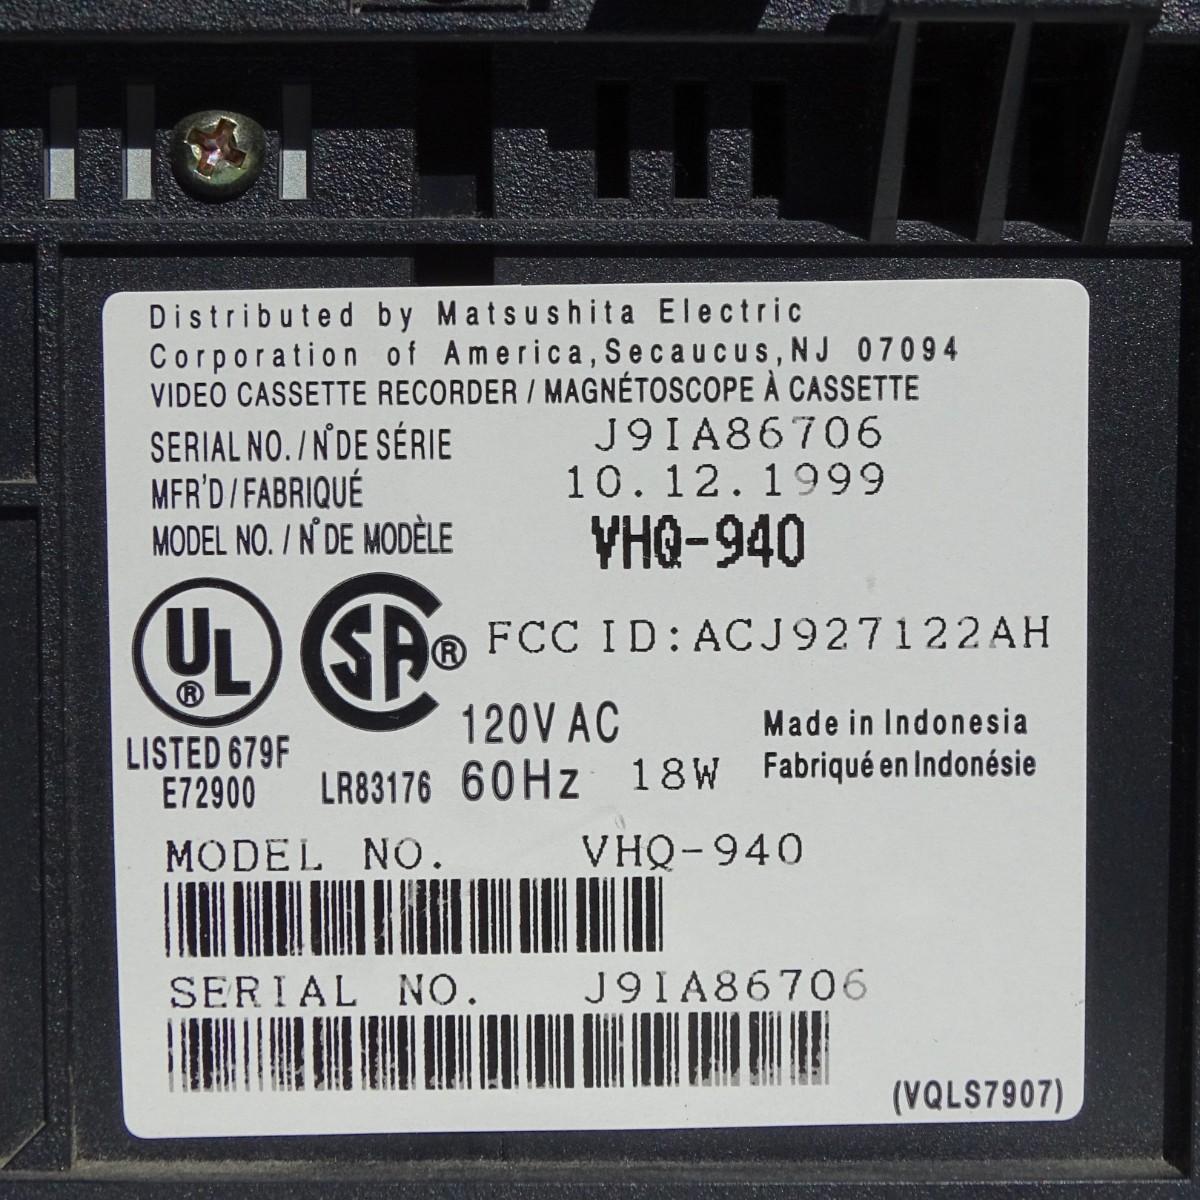 Distributed by Matsushita Electric
Corporation of America, Secaucus, NJ 07094
VIDEO CASSETTE RECORDER / MAGNÉTOSCOPE À CASSETTE
SERIAL NO. / N° DE SÉRIE J9IA86706
MFR'D / FABRIQUÉ 10.12.1999
MODEL NO. / N° DE MODÈLE VHQ-940
UL ® SA ® FCC ID: ACJ927122AH
LISTED 679F
E72900
LR83176
120V AC
60Hz 18W
Made in Indonesia
Fabriqué en Indonésie
MODEL NO. VHQ-940
SERIAL NO. J9IA86706
(VQLS7907)